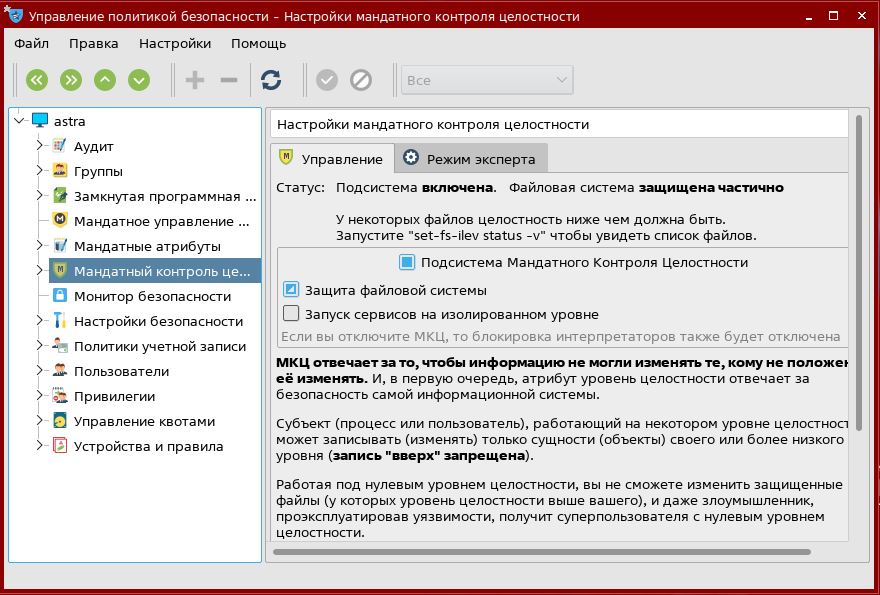 Управление политикой безопасности - Настройки мандатного контроля целостности
Файл Правка Настройки Помощь
Все
astra
Аудит
Группы
Замкнутая программная ...
Мандатное управление ...
Мандатные атрибуты
Мандатный контроль це...
Монитор безопасности
Настройки безопасности
Политики учетной записи
Пользователи
Привилегии
Управление квотами
Устройства и правила
Настройки мандатного контроля целостности
Управление Режим эксперта
Статус: Подсистема включена. Файловая система защищена частично
У некоторых файлов целостность ниже чем должна быть.
Запустите "set-fs-ilev status -v" чтобы увидеть список файлов.
Подсистема Мандатного Контроля Целостности
Защита файловой системы
Запуск сервисов на изолированном уровне
Если вы отключите МКЦ, то блокировка интерпретаторов также будет отключена
МКЦ отвечает за то, чтобы информацию не могли изменять те, кому не положен
её изменять. И, в первую очередь, атрибут уровень целостности отвечает за
безопасность самой информационной системы.
Субъект (процесс или пользователь), работающий на некотором уровне целостност
может записывать (изменять) только сущности (объекты) своего или более низкого
уровня (запись "вверх" запрещена).
Работая под нулевым уровнем целостности, вы не сможете изменить защищенные
файлы (у которых уровень целостности выше вашего), и даже злоумышленник,
проэксплуатировав уязвимости, получит суперпользователя с нулевым уровнем
целостности.